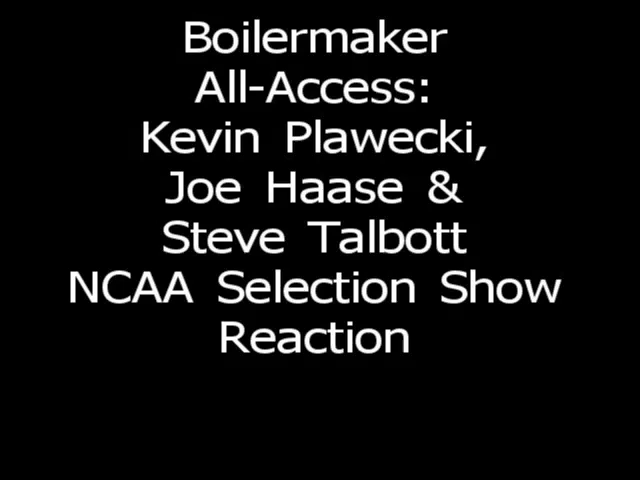 Boilermaker
All-Access:
Kevin Plawecki,
Joe Haase &
Steve Talbott
NCAA Selection Show
Reaction